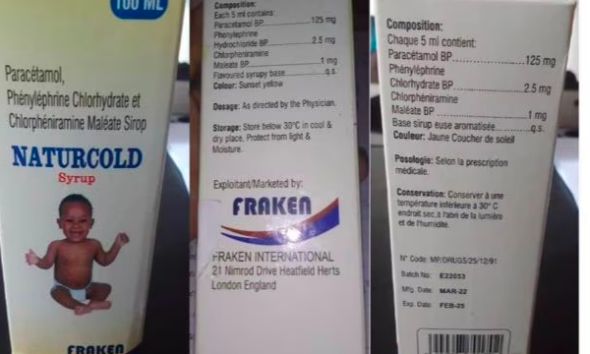 100 ML
Paracétamol,
Phényléphrine Chlorhydrate et
Chlorphéniramine Maléate Sirop
NATURCOLD
Syrup
FRAKEN
Composition:
Each 5 ml contains:
Paracetamol BP 125 mg
Phenylephrine
Hydrochloride BP 2.5 mg
Chlorpheniramine
Maleate BP 1 mg
Flavoured syrupy base q.s.
Colour: Sunset yellow
Dosage: As directed by the Physician.
Storage: Store below 30°C in cool &
dry place. Protect from light &
Moisture.
Exploitant/Marketed by:
FRAKEN
FRAKEN INTERNATIONAL
21 Nimrod Drive Heatfield Herts
London England
Composition:
Chaque 5 ml contient:
Paracétamol BP 125 mg
Phényléphrine
Chlorhydrate BP 2.5 mg
Chlorphéniramine
Maléate BP 1 mg
Base sirup euse aromatisée q.s.
Couleur: Jaune Coucher de soleil
Posologie: Selon la prescription
médicale.
Conservation: Conserver à une
température inférieure à 30° C
endroit sec, à l'abri de la lumière
et de l'humidité.
N° Code: MP/DRUGS/25/12/91
Batch No: E22053
Mfg. Date: MAR-22
Exp. Date: FEB-25